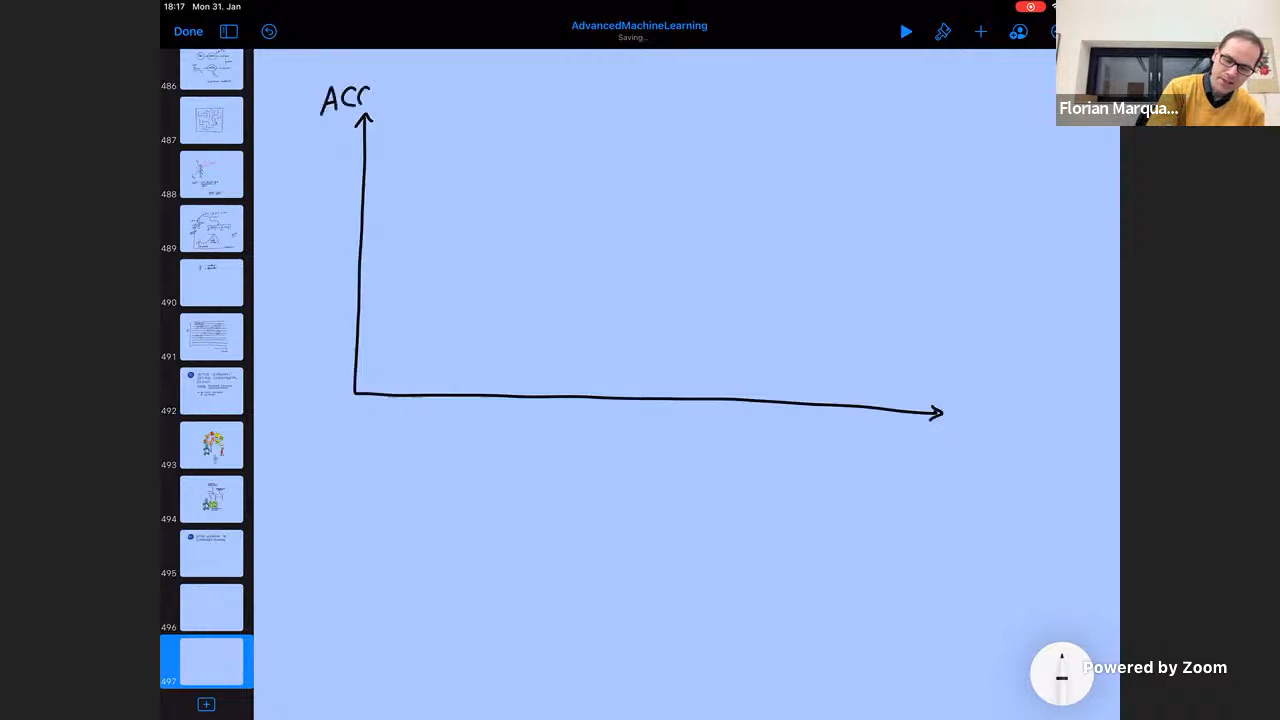 18:17 Mon 31. Jan
Done
AdvancedMachineLearning
Saving...
Florian Marqua...
ACC
486
487
488
489
490
491
492
493
494
495
496
497
Powered by Zoom